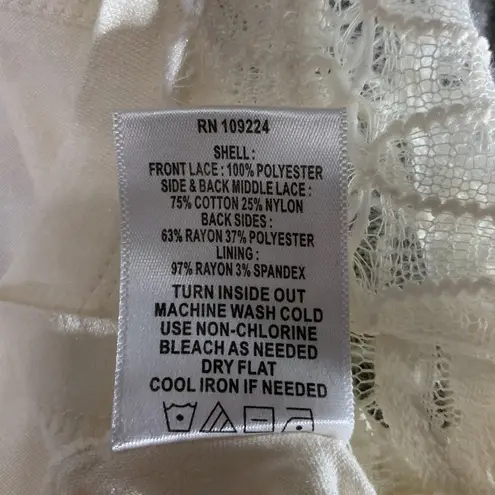 RN 109224
SHELL :
FRONT LACE : 100% POLYESTER
SIDE & BACK MIDDLE LACE :
75% COTTON 25% NYLON
BACK SIDES :
63% RAYON 37% POLYESTER
LINING :
97% RAYON 3% SPANDEX
TURN INSIDE OUT
MACHINE WASH COLD
USE NON-CHLORINE
BLEACH AS NEEDED
DRY FLAT
COOL IRON IF NEEDED